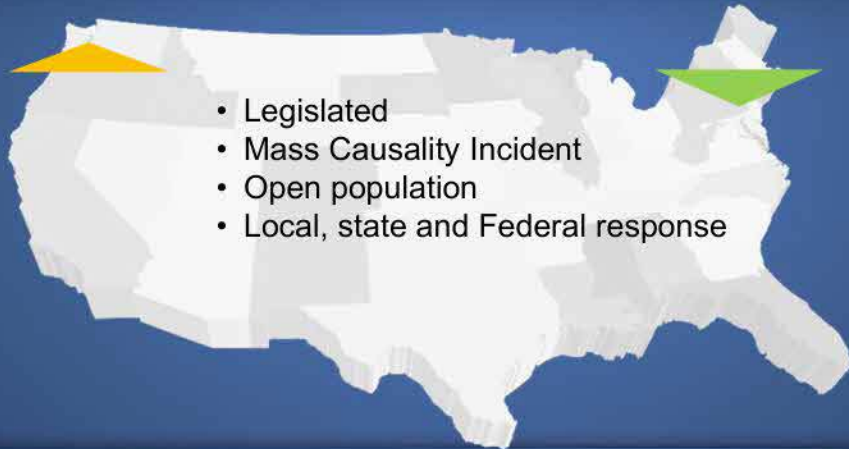 • Legislated
• Mass Causality Incident
• Open population
• Local, state and Federal response